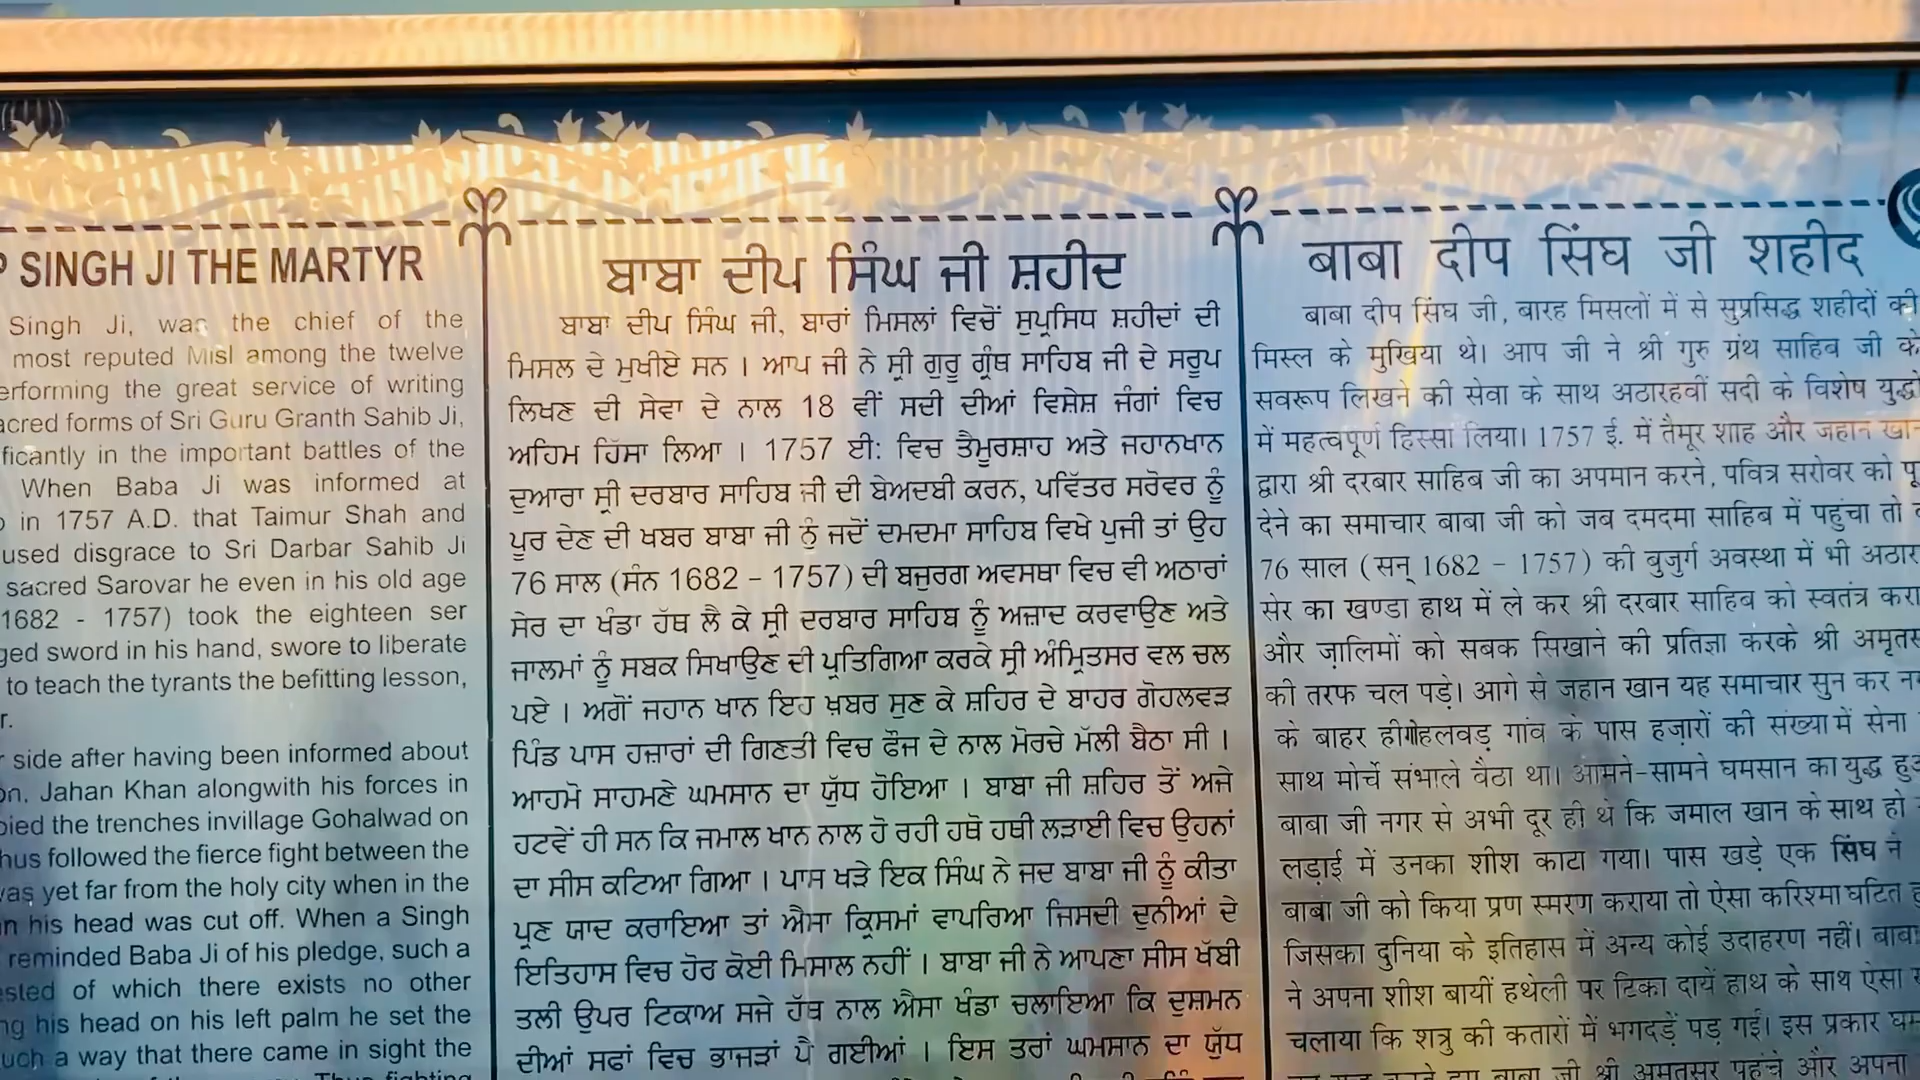 SINGH JI THE MARTYR
Singh Ji, was the chief of the
most reputed Misl among the twelve
erforming the great service of writing
acred forms of Sri Guru Granth Sahib Ji,
ficantly in the important battles of the
When Baba Ji was informed at
in 1757 A.D. that Taimur Shah and
used disgrace to Sri Darbar Sahib Ji
sacred Sarovar he even in his old age
1682 - 1757) took the eighteen ser
ged sword in his hand, swore to liberate
to teach the tyrants the befitting lesson,
r.
side after having been informed about
on, Jahan Khan alongwith his forces in
pied the trenches invillage Gohalwad on
hus followed the fierce fight between the
was yet far from the holy city when in the
n his head was cut off. When a Singh
reminded Baba Ji of his pledge, such a
ested of which there exists no other
ng his head on his left palm he set the
uch a way that there came in sight the
ਬਾਬਾ ਦੀਪ ਸਿੰਘ ਜੀ ਸ਼ਹੀਦ
ਬਾਬਾ ਦੀਪ ਸਿੰਘ ਜੀ, ਬਾਰਾਂ ਮਿਸਲਾਂ ਵਿਚੋਂ ਸੁਪ੍ਰਸਿਧ ਸ਼ਹੀਦਾਂ ਦੀ
ਮਿਸਲ ਦੇ ਮੁਖੀਏ ਸਨ । ਆਪ ਜੀ ਨੇ ਸ੍ਰੀ ਗੁਰੂ ਗ੍ਰੰਥ ਸਾਹਿਬ ਜੀ ਦੇ ਸਰੂਪ
ਲਿਖਣ ਦੀ ਸੇਵਾ ਦੇ ਨਾਲ 18 ਵੀਂ ਸਦੀ ਦੀਆਂ ਵਿਸ਼ੇਸ਼ ਜੰਗਾਂ ਵਿਚ
ਅਹਿਮ ਹਿੱਸਾ ਲਿਆ । 1757 ਈ: ਵਿਚ ਤੈਮੂਰਸ਼ਾਹ ਅਤੇ ਜਹਾਨਖਾਨ
ਦੁਆਰਾ ਸ੍ਰੀ ਦਰਬਾਰ ਸਾਹਿਬ ਜੀ ਦੀ ਬੇਅਦਬੀ ਕਰਨ, ਪਵਿੱਤਰ ਸਰੋਵਰ ਨੂੰ
ਪੂਰ ਦੇਣ ਦੀ ਖਬਰ ਬਾਬਾ ਜੀ ਨੂੰ ਜਦੋਂ ਦਮਦਮਾ ਸਾਹਿਬ ਵਿਖੇ ਪੁਜੀ ਤਾਂ ਉਹ
76 ਸਾਲ (ਸੰਨ 1682 - 1757) ਦੀ ਬਜ਼ੁਰਗ ਅਵਸਥਾ ਵਿਚ ਵੀ ਅਠਾਰਾਂ
ਸੇਰ ਦਾ ਖੰਡਾ ਹੱਥ ਲੈ ਕੇ ਸ੍ਰੀ ਦਰਬਾਰ ਸਾਹਿਬ ਨੂੰ ਅਜ਼ਾਦ ਕਰਵਾਉਣ ਅਤੇ
ਜਾਲਮਾਂ ਨੂੰ ਸਬਕ ਸਿਖਾਉਣ ਦੀ ਪ੍ਰਤਿਗਿਆ ਕਰਕੇ ਸ੍ਰੀ ਅੰਮ੍ਰਿਤਸਰ ਵਲ ਚਲ
ਪਏ । ਅਗੋਂ ਜਹਾਨ ਖਾਨ ਇਹ ਖ਼ਬਰ ਸੁਣ ਕੇ ਸ਼ਹਿਰ ਦੇ ਬਾਹਰ ਗੋਹਲਵੜ
ਪਿੰਡ ਪਾਸ ਹਜ਼ਾਰਾਂ ਦੀ ਗਿਣਤੀ ਵਿਚ ਫੌਜ ਦੇ ਨਾਲ ਮੋਰਚੇ ਮੱਲੀ ਬੈਠਾ ਸੀ ।
ਆਹਮੋ ਸਾਹਮਣੇ ਘਮਸਾਨ ਦਾ ਯੁੱਧ ਹੋਇਆ । ਬਾਬਾ ਜੀ ਸ਼ਹਿਰ ਤੋਂ ਅਜੇ
ਹਟਵੇਂ ਹੀ ਸਨ ਕਿ ਜਮਾਲ ਖਾਨ ਨਾਲ ਹੋ ਰਹੀ ਹਥੋ ਹਥੀ ਲੜਾਈ ਵਿਚ ਉਹਨਾਂ
ਦਾ ਸੀਸ ਕਟਿਆ ਗਿਆ । ਪਾਸ ਖੜੇ ਇਕ ਸਿੰਘ ਨੇ ਜਦ ਬਾਬਾ ਜੀ ਨੂੰ ਕੀਤਾ
ਪ੍ਰਣ ਯਾਦ ਕਰਾਇਆ ਤਾਂ ਐਸਾ ਕ੍ਰਿਸਮਾਂ ਵਾਪਰਿਆ ਜਿਸਦੀ ਦੁਨੀਆਂ ਦੇ
ਇਤਿਹਾਸ ਵਿਚ ਹੋਰ ਕੋਈ ਮਿਸਾਲ ਨਹੀਂ । ਬਾਬਾ ਜੀ ਨੇ ਆਪਣਾ ਸੀਸ ਖੱਬੀ
ਤਲੀ ਉਪਰ ਟਿਕਾਅ ਸਜੇ ਹੱਥ ਨਾਲ ਐਸਾ ਖੰਡਾ ਚਲਾਇਆ ਕਿ ਦੁਸ਼ਮਨ
ਦੀਆਂ ਸਫਾਂ ਵਿਚ ਭਾਜੜਾਂ ਪੈ ਗਈਆਂ । ਇਸ ਤਰਾਂ ਘਮਸਾਨ ਦਾ ਯੁੱਧ
बाबा दीप सिंघ जी शहीद
बाबा दीप सिंघ जी, बारह मिसलों में से सुप्रसिद्ध शहीदों की
मिस्ल के मुखिया थे। आप जी ने श्री गुरु ग्रंथ साहिब जी के
सवरूप लिखने की सेवा के साथ अठारहवीं सदी के विशेष युद्धों
में महत्वपूर्ण हिस्सा लिया। 1757 ई. में तैमूर शाह और जहान खान
द्वारा श्री दरबार साहिब जी का अपमान करने, पवित्र सरोवर को पू
देने का समाचार बाबा जी को जब दमदमा साहिब में पहुंचा तो
76 साल (सन् 1682 - 1757) की बुजुर्ग अवस्था में भी अठार
सेर का खण्डा हाथ में ले कर श्री दरबार साहिब को स्वतंत्र करा
और ज़ालिमों को सबक सिखाने की प्रतिज्ञा करके श्री अमृतस
की तरफ चल पड़े। आगे से जहान खान यह समाचार सुन कर न
के बाहर हीगोहलवड़ गांव के पास हज़ारों की संख्या में सेना
साथ मोर्चे संभाले वैठा था। आमने-सामने घमसान का युद्ध हु
बाबा जी नगर से अभी दूर ही थे कि जमाल खान के साथ हो
लड़ाई में उनका शीश काटा गया। पास खड़े एक सिंघ ने
बाबा जी को किया प्रण स्मरण कराया तो ऐसा करिश्मा घटित
जिसका दुनिया के इतिहास में अन्य कोई उदाहरण नहीं। बाबा
ने अपना शीश बायीं हथेली पर टिका दायें हाथ के साथ ऐसा
चलाया कि शत्रु की कतारों में भगदड़ें पड़ गई। इस प्रकार घम
बाबा जी श्री अमृतसर पहुंचे और अपना